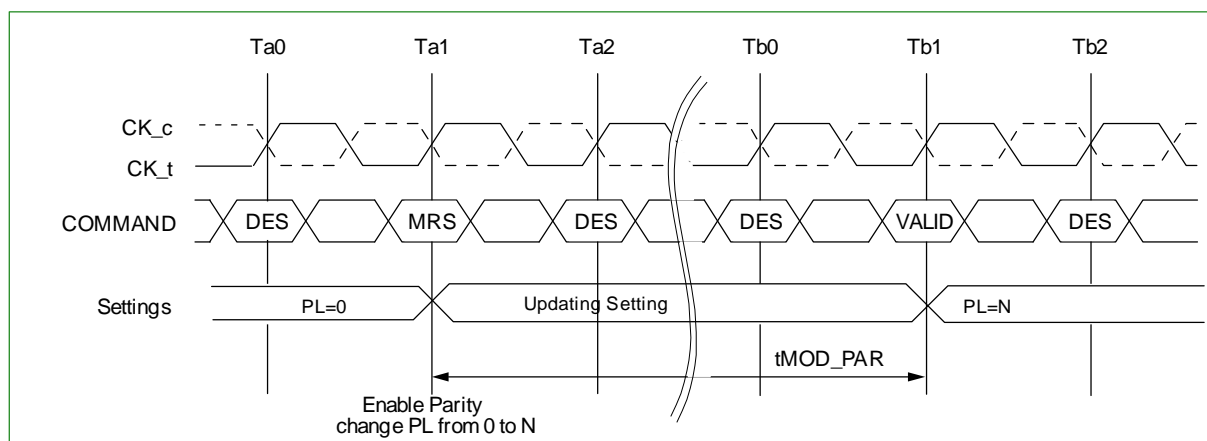 Ta0 Ta1 Ta2 Tb0 Tb1 Tb2
CK_c
CK_t
COMMAND DES MRS DES DES VALID DES
Settings PL=0 Updating Setting PL=N
tMOD_PAR
Enable Parity
change PL from 0 to N